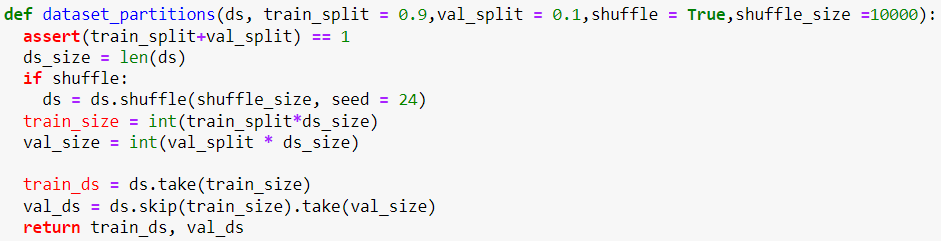 def dataset_partitions(ds, train_split = 0.9,val_split = 0.1,shuffle = True,shuffle_size =10000):
  assert(train_split+val_split) == 1
  ds_size = len(ds)
  if shuffle:
    ds = ds.shuffle(shuffle_size, seed = 24)
  train_size = int(train_split*ds_size)
  val_size = int(val_split * ds_size)

  train_ds = ds.take(train_size)
  val_ds = ds.skip(train_size).take(val_size)
  return train_ds, val_ds